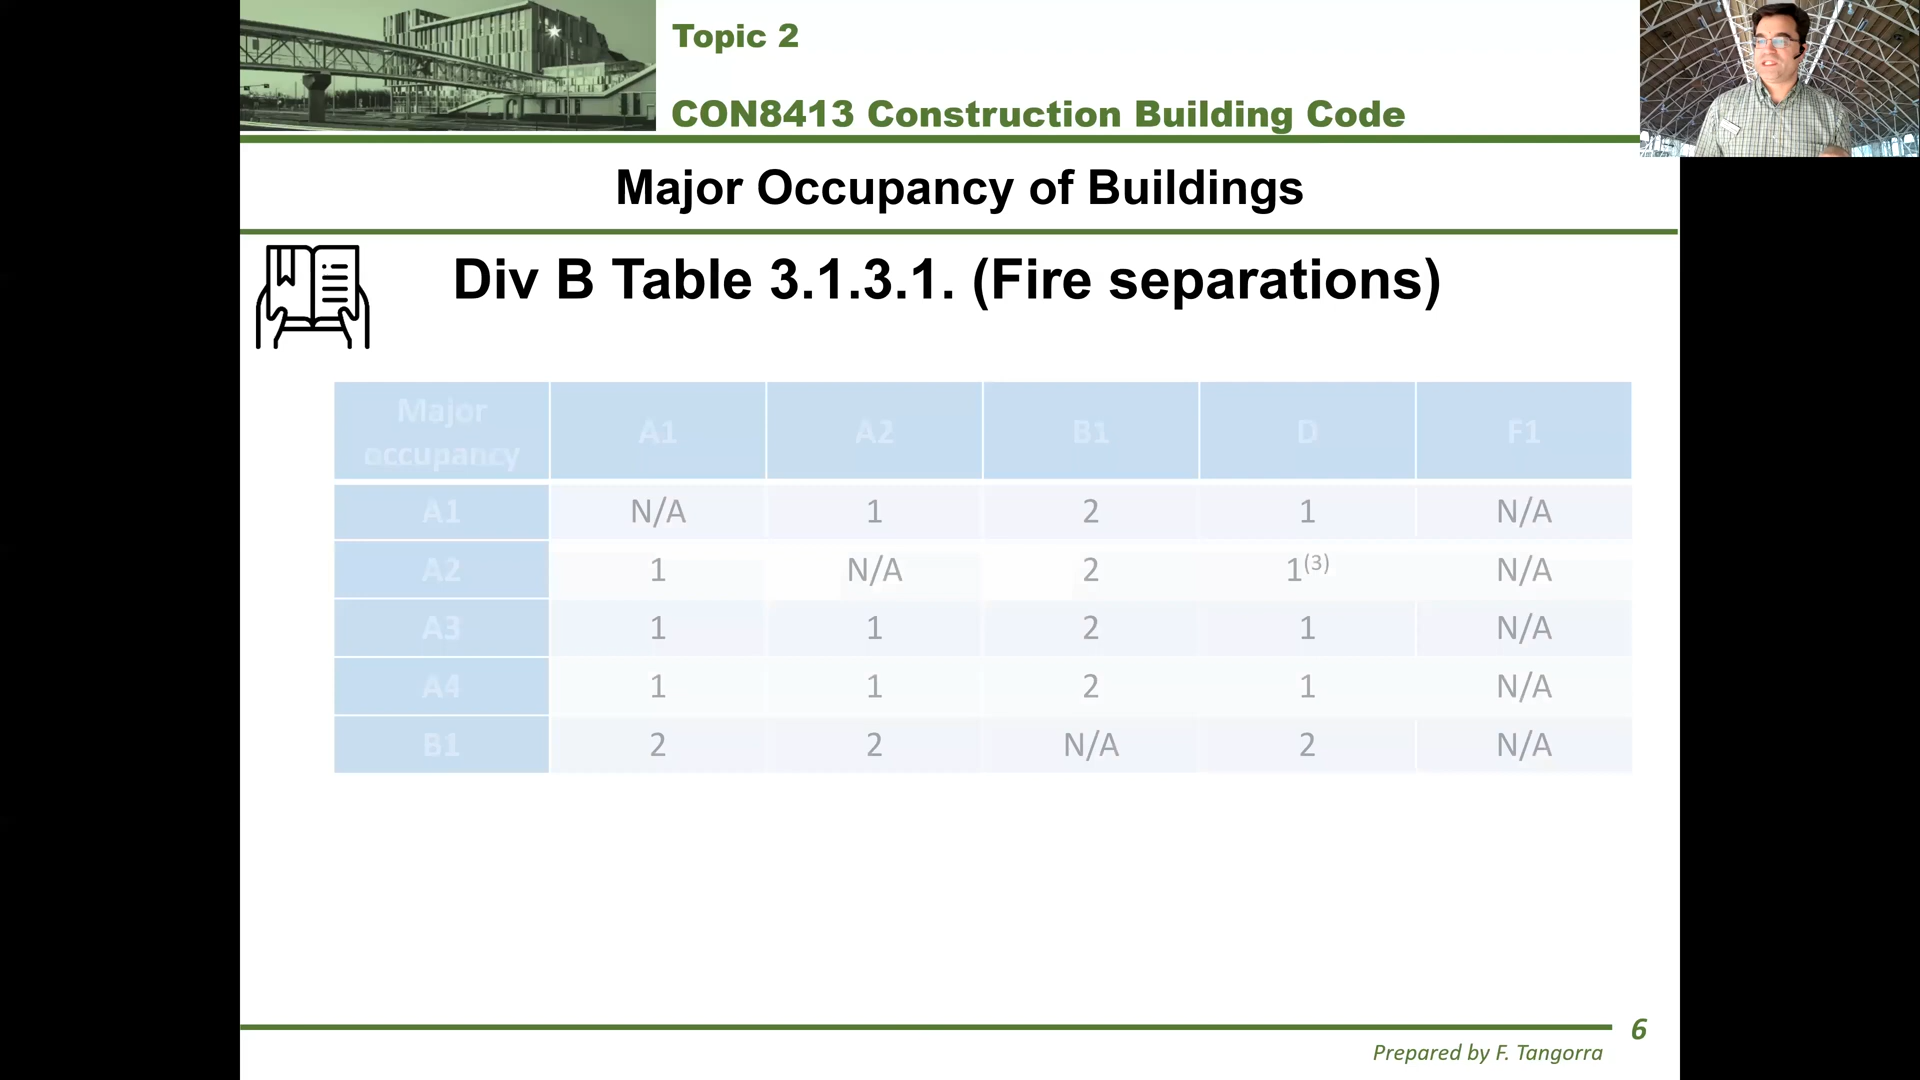 Topic 2
CON8413 Construction Building Code
Major Occupancy of Buildings
Div B Table 3.1.3.1. (Fire separations)
Major occupancy A1 A2 B1 D F1
A1 N/A 1 2 1 N/A
A2 1 N/A 2 1(3) N/A
A3 1 1 2 1 N/A
A4 1 1 2 1 N/A
B1 2 2 N/A 2 N/A
6
Prepared by F. Tangorra